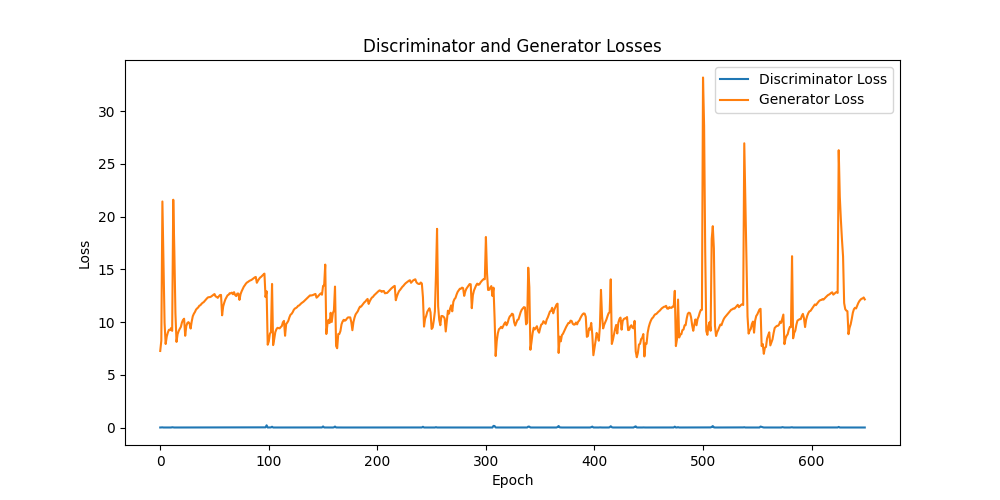 Discriminator and Generator Losses
Discriminator Loss
Generator Loss
30
25
20
15
10
5
0
Loss
0 100 200 300 400 500 600
Epoch